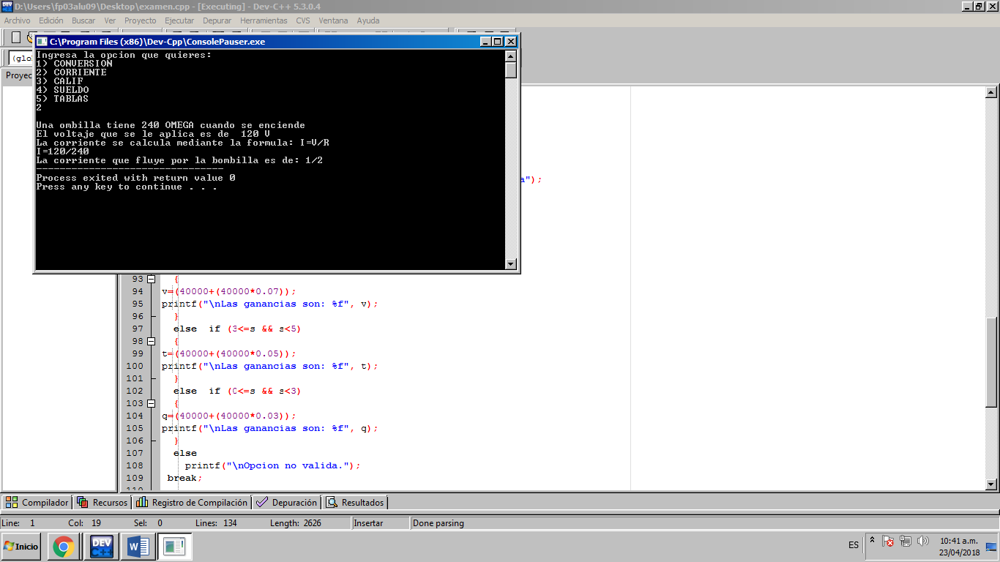 D:\Users\fp03alu09\Desktop\examen.cpp - [Executing] - Dev-C++ 5.3.0.4
Archivo Edición Buscar Ver Proyecto Ejecutar Depurar Herramientas CVS Ventana Ayuda
C:\Program Files (x86)\Dev-Cpp\ConsolePauser.exe
(glo
Proyec
Ingresa la opcion que quieres:
1) CONVERSION
2) CORRIENTE
3) CALIF
4) SUELDO
5) TABLAS
2
Una ombilla tiene 240 OMEGA cuando se enciende
El voltaje que se le aplica es de  120 V
La corriente se calcula mediante la formula: I=V/R
I=120/240
La corriente que fluye por la bombilla es de: 1/2
--------------------------------
Process exited with return value 0
Press any key to continue . . .
a");
93 {
94 v=(40000+(40000*0.07));
95 printf("\nLas ganancias son: %f", v);
96 }
97 else  if (3<=s && s<5)
98 {
99 t=(40000+(40000*0.05));
100 printf("\nLas ganancias son: %f", t);
101 }
102 else  if (0<=s && s<3)
103 {
104 q=(40000+(40000*0.03));
105 printf("\nLas ganancias son: %f", q);
106 }
107 else
108 printf("\nOpcion no valida.");
109 break;
110
Compilador Recursos Registro de Compilación Depuración Resultados
Line: 1 Col: 19 Sel: 0 Lines: 134 Length: 2626 Insertar Done parsing
Inicio DEV C++ W ES 10:41 a.m.
23/04/2018